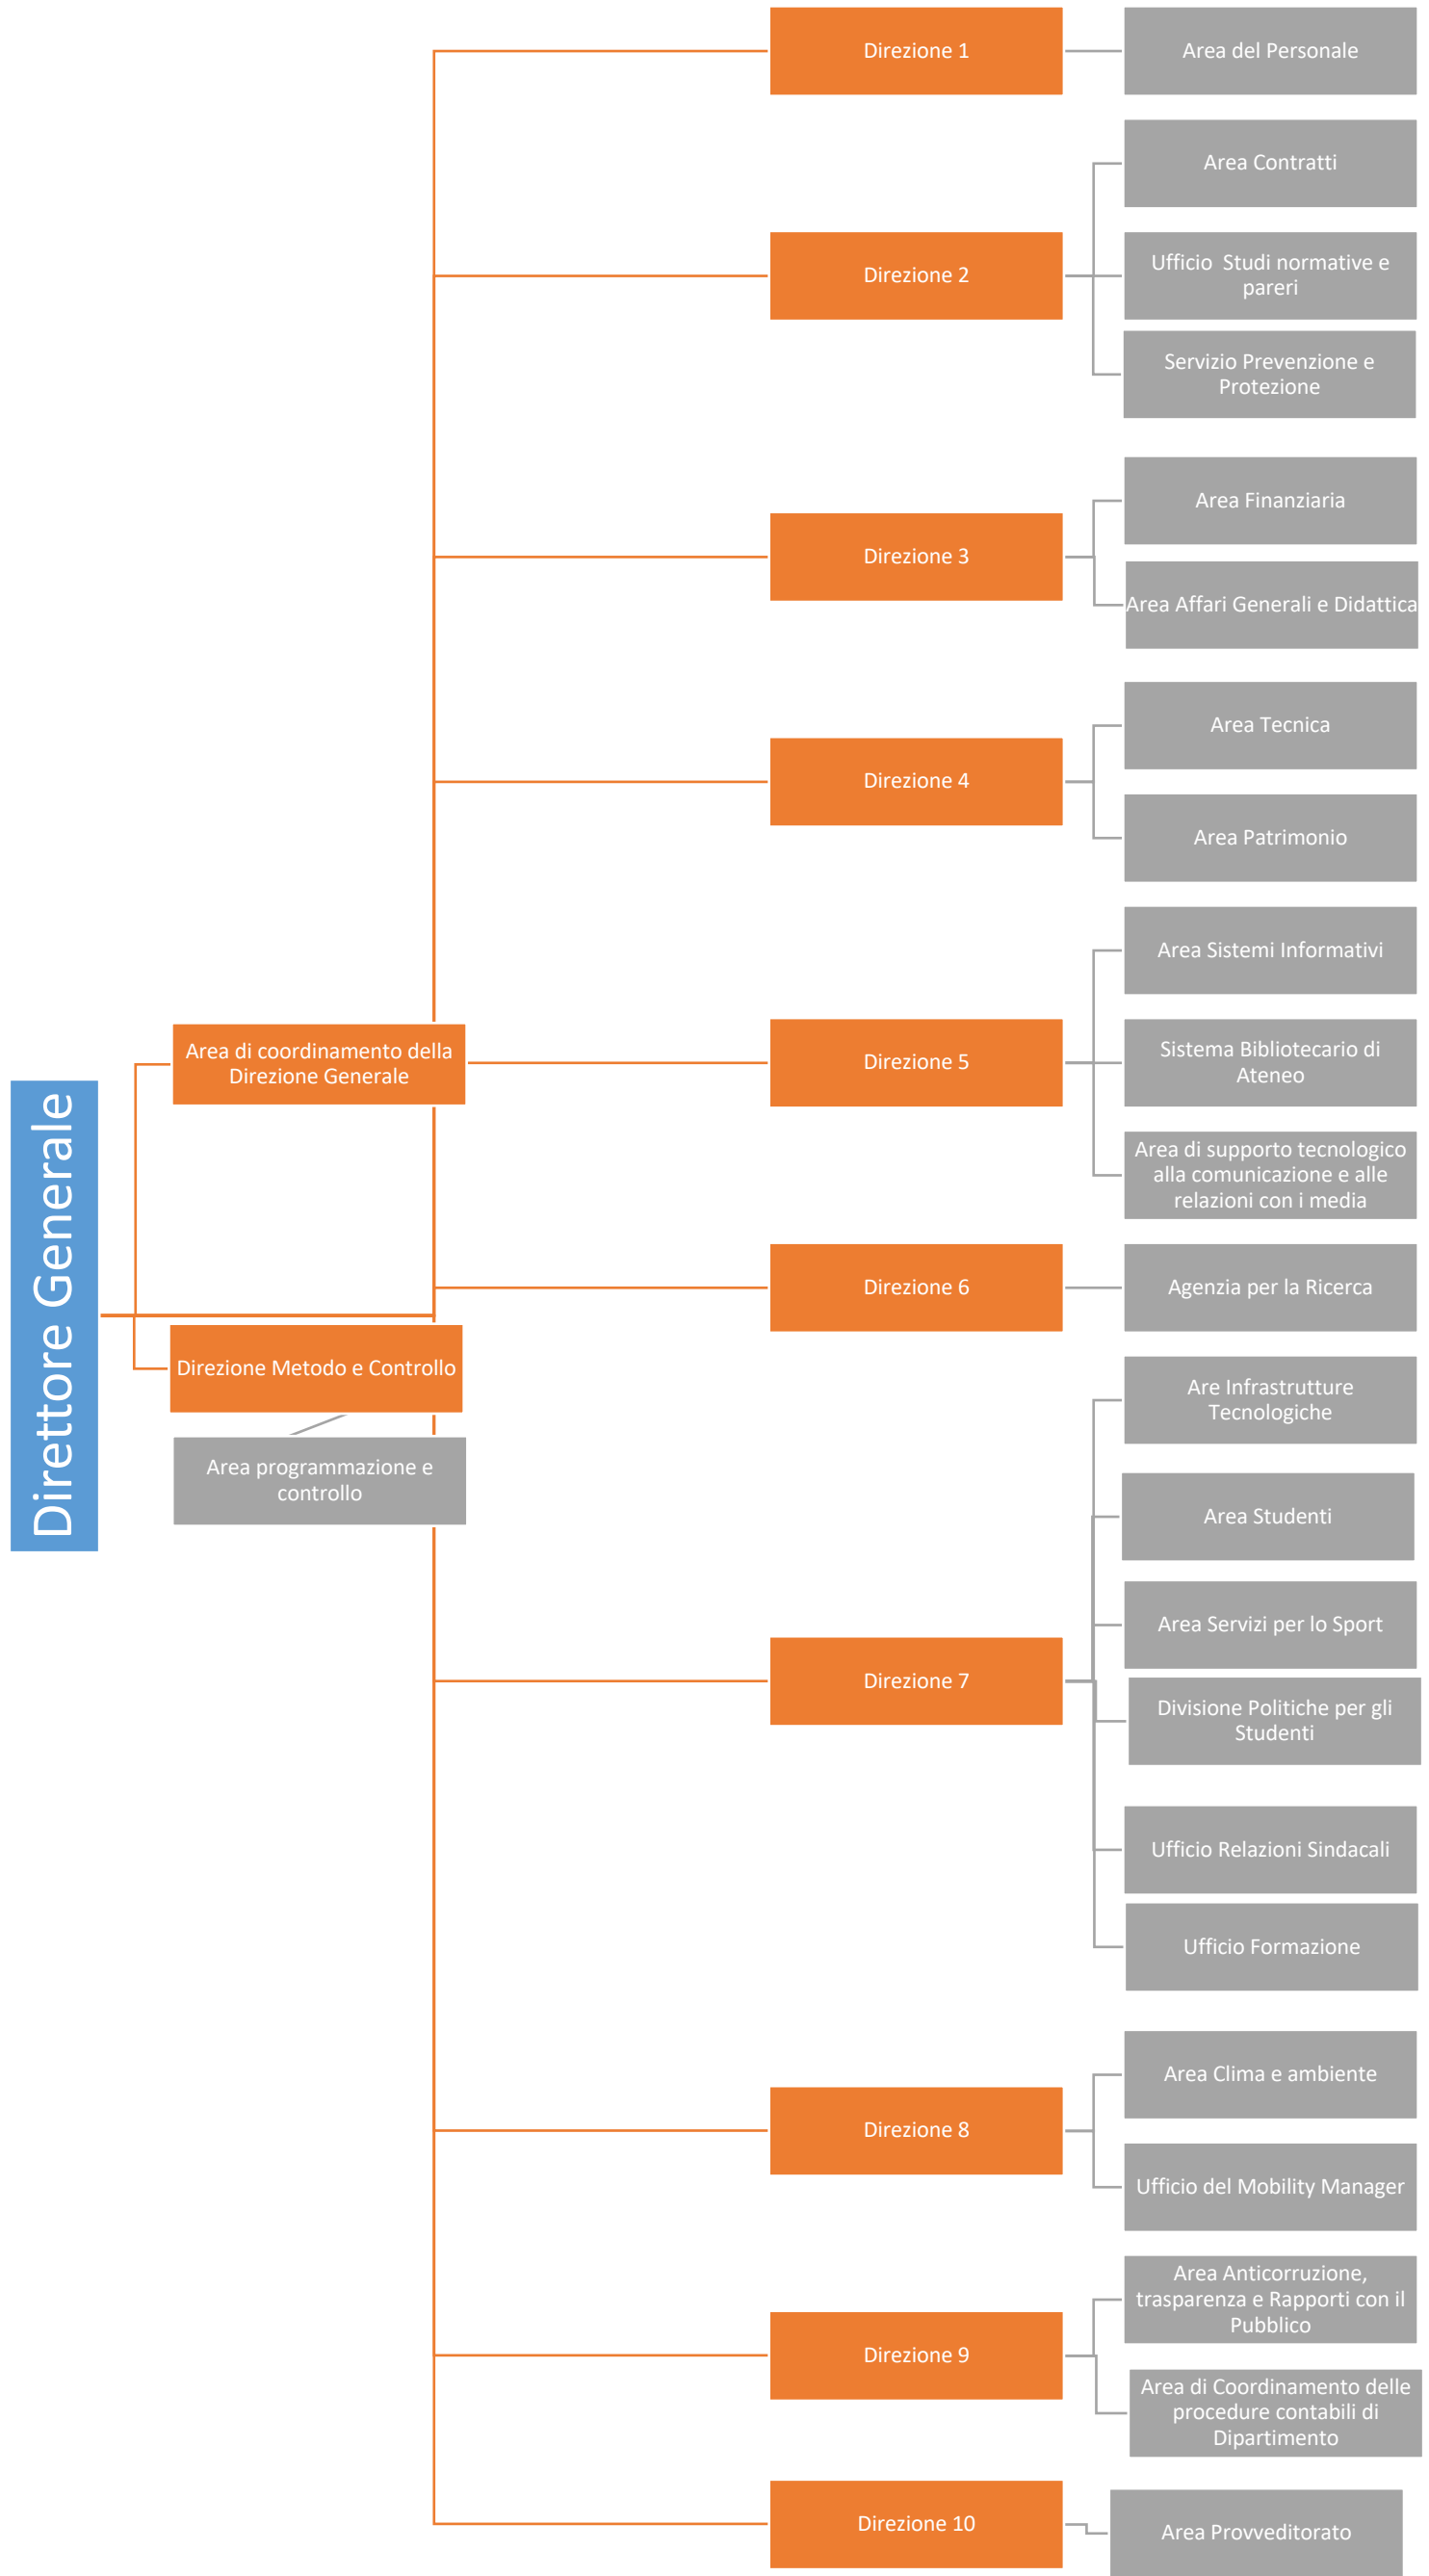 Direttore Generale
Area di coordinamento della
Direzione Generale
Direzione Metodo e Controllo
Area programmazione e
controllo
Direzione 1
Area del Personale
Direzione 2
Area Contratti
Ufficio  Studi normative e
pareri
Servizio Prevenzione e
Protezione
Direzione 3
Area Finanziaria
Area Affari Generali e Didattica
Direzione 4
Area Tecnica
Area Patrimonio
Direzione 5
Area Sistemi Informativi
Sistema Bibliotecario di
Ateneo
Area di supporto tecnologico
alla comunicazione e alle
relazioni con i media
Direzione 6
Agenzia per la Ricerca
Direzione 7
Are Infrastrutture
Tecnologiche
Area Studenti
Area Servizi per lo Sport
Divisione Politiche per gli
Studenti
Ufficio Relazioni Sindacali
Ufficio Formazione
Direzione 8
Area Clima e ambiente
Ufficio del Mobility Manager
Direzione 9
Area Anticorruzione,
trasparenza e Rapporti con il
Pubblico
Area di Coordinamento delle
procedure contabili di
Dipartimento
Direzione 10
Area Provveditorato